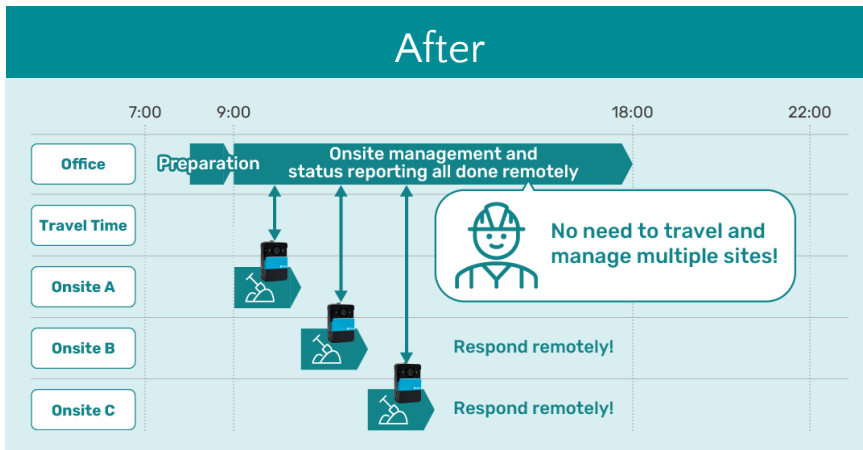 After
7:00 9:00 18:00 22:00
Office
Preparation
Onsite management and
status reporting all done remotely
Travel Time
No need to travel and
manage multiple sites!
Onsite A
Onsite B
Respond remotely!
Onsite C
Respond remotely!